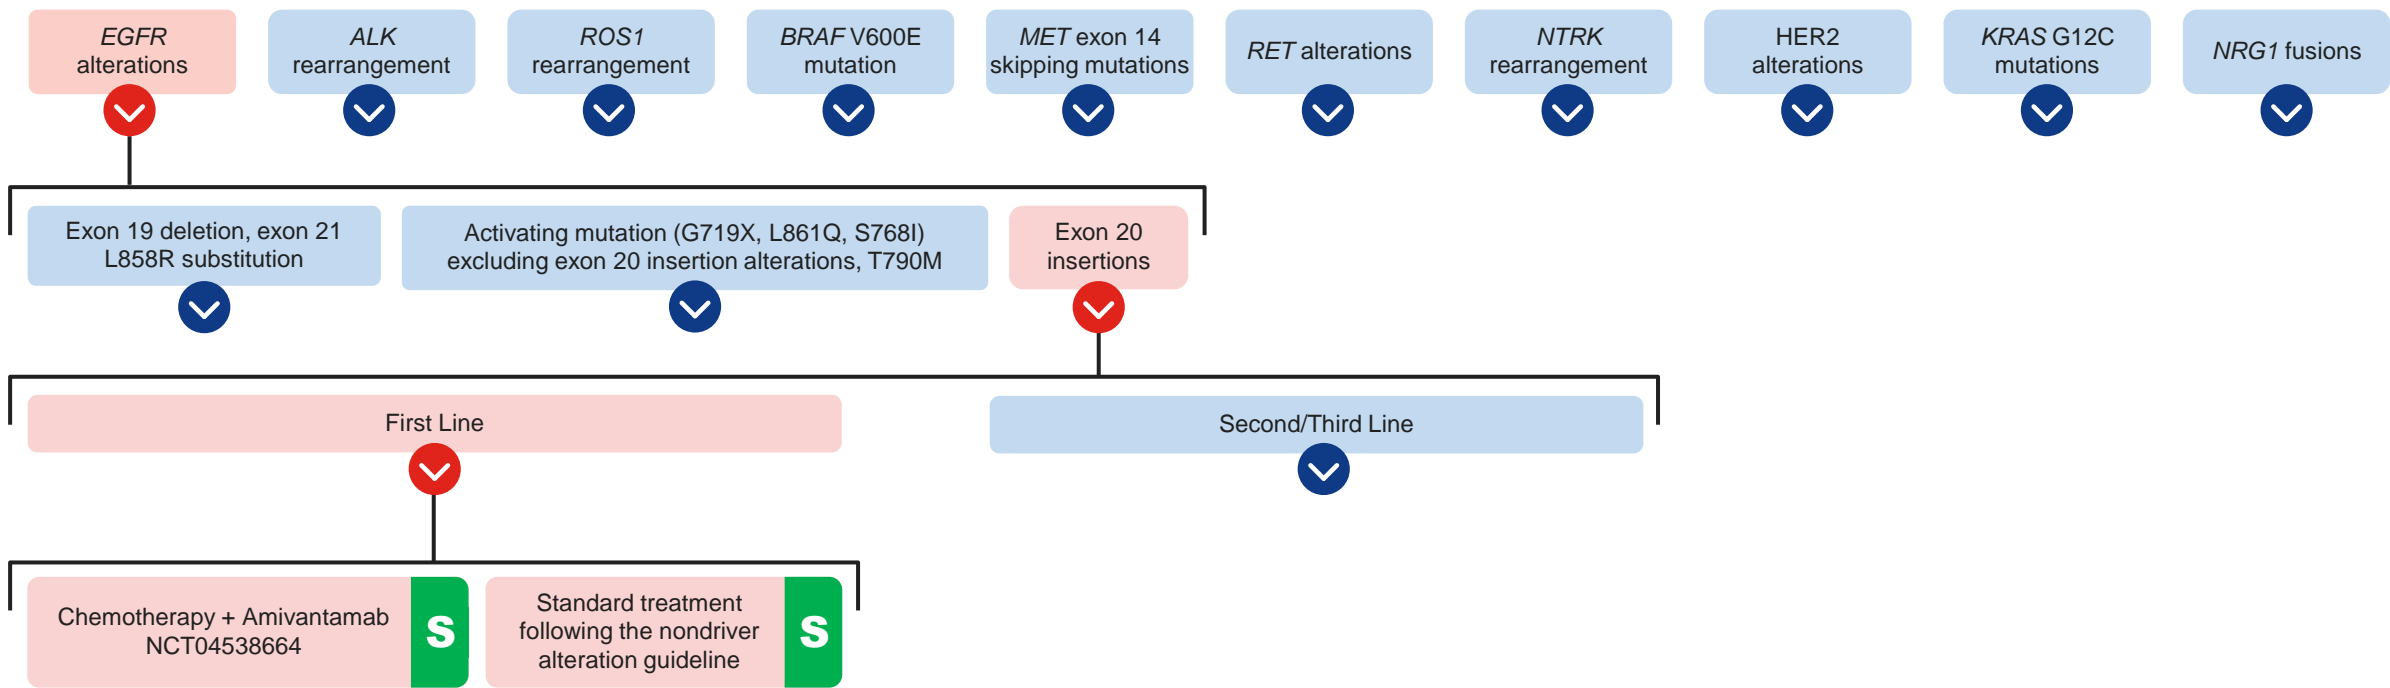 EGFR
alterations
ALK
rearrangement
ROS1
rearrangement
BRAF V600E
mutation
MET exon 14
skipping mutations
RET alterations
NTRK
rearrangement
HER2
alterations
KRAS G12C
mutations
NRG1 fusions
Exon 19 deletion, exon 21
L858R substitution
Activating mutation (G719X, L861Q, S768I)
excluding exon 20 insertion alterations, T790M
Exon 20
insertions
First Line
Second/Third Line
Chemotherapy + Amivantamab
NCT04538664
S
Standard treatment
following the nondriver
alteration guideline
S